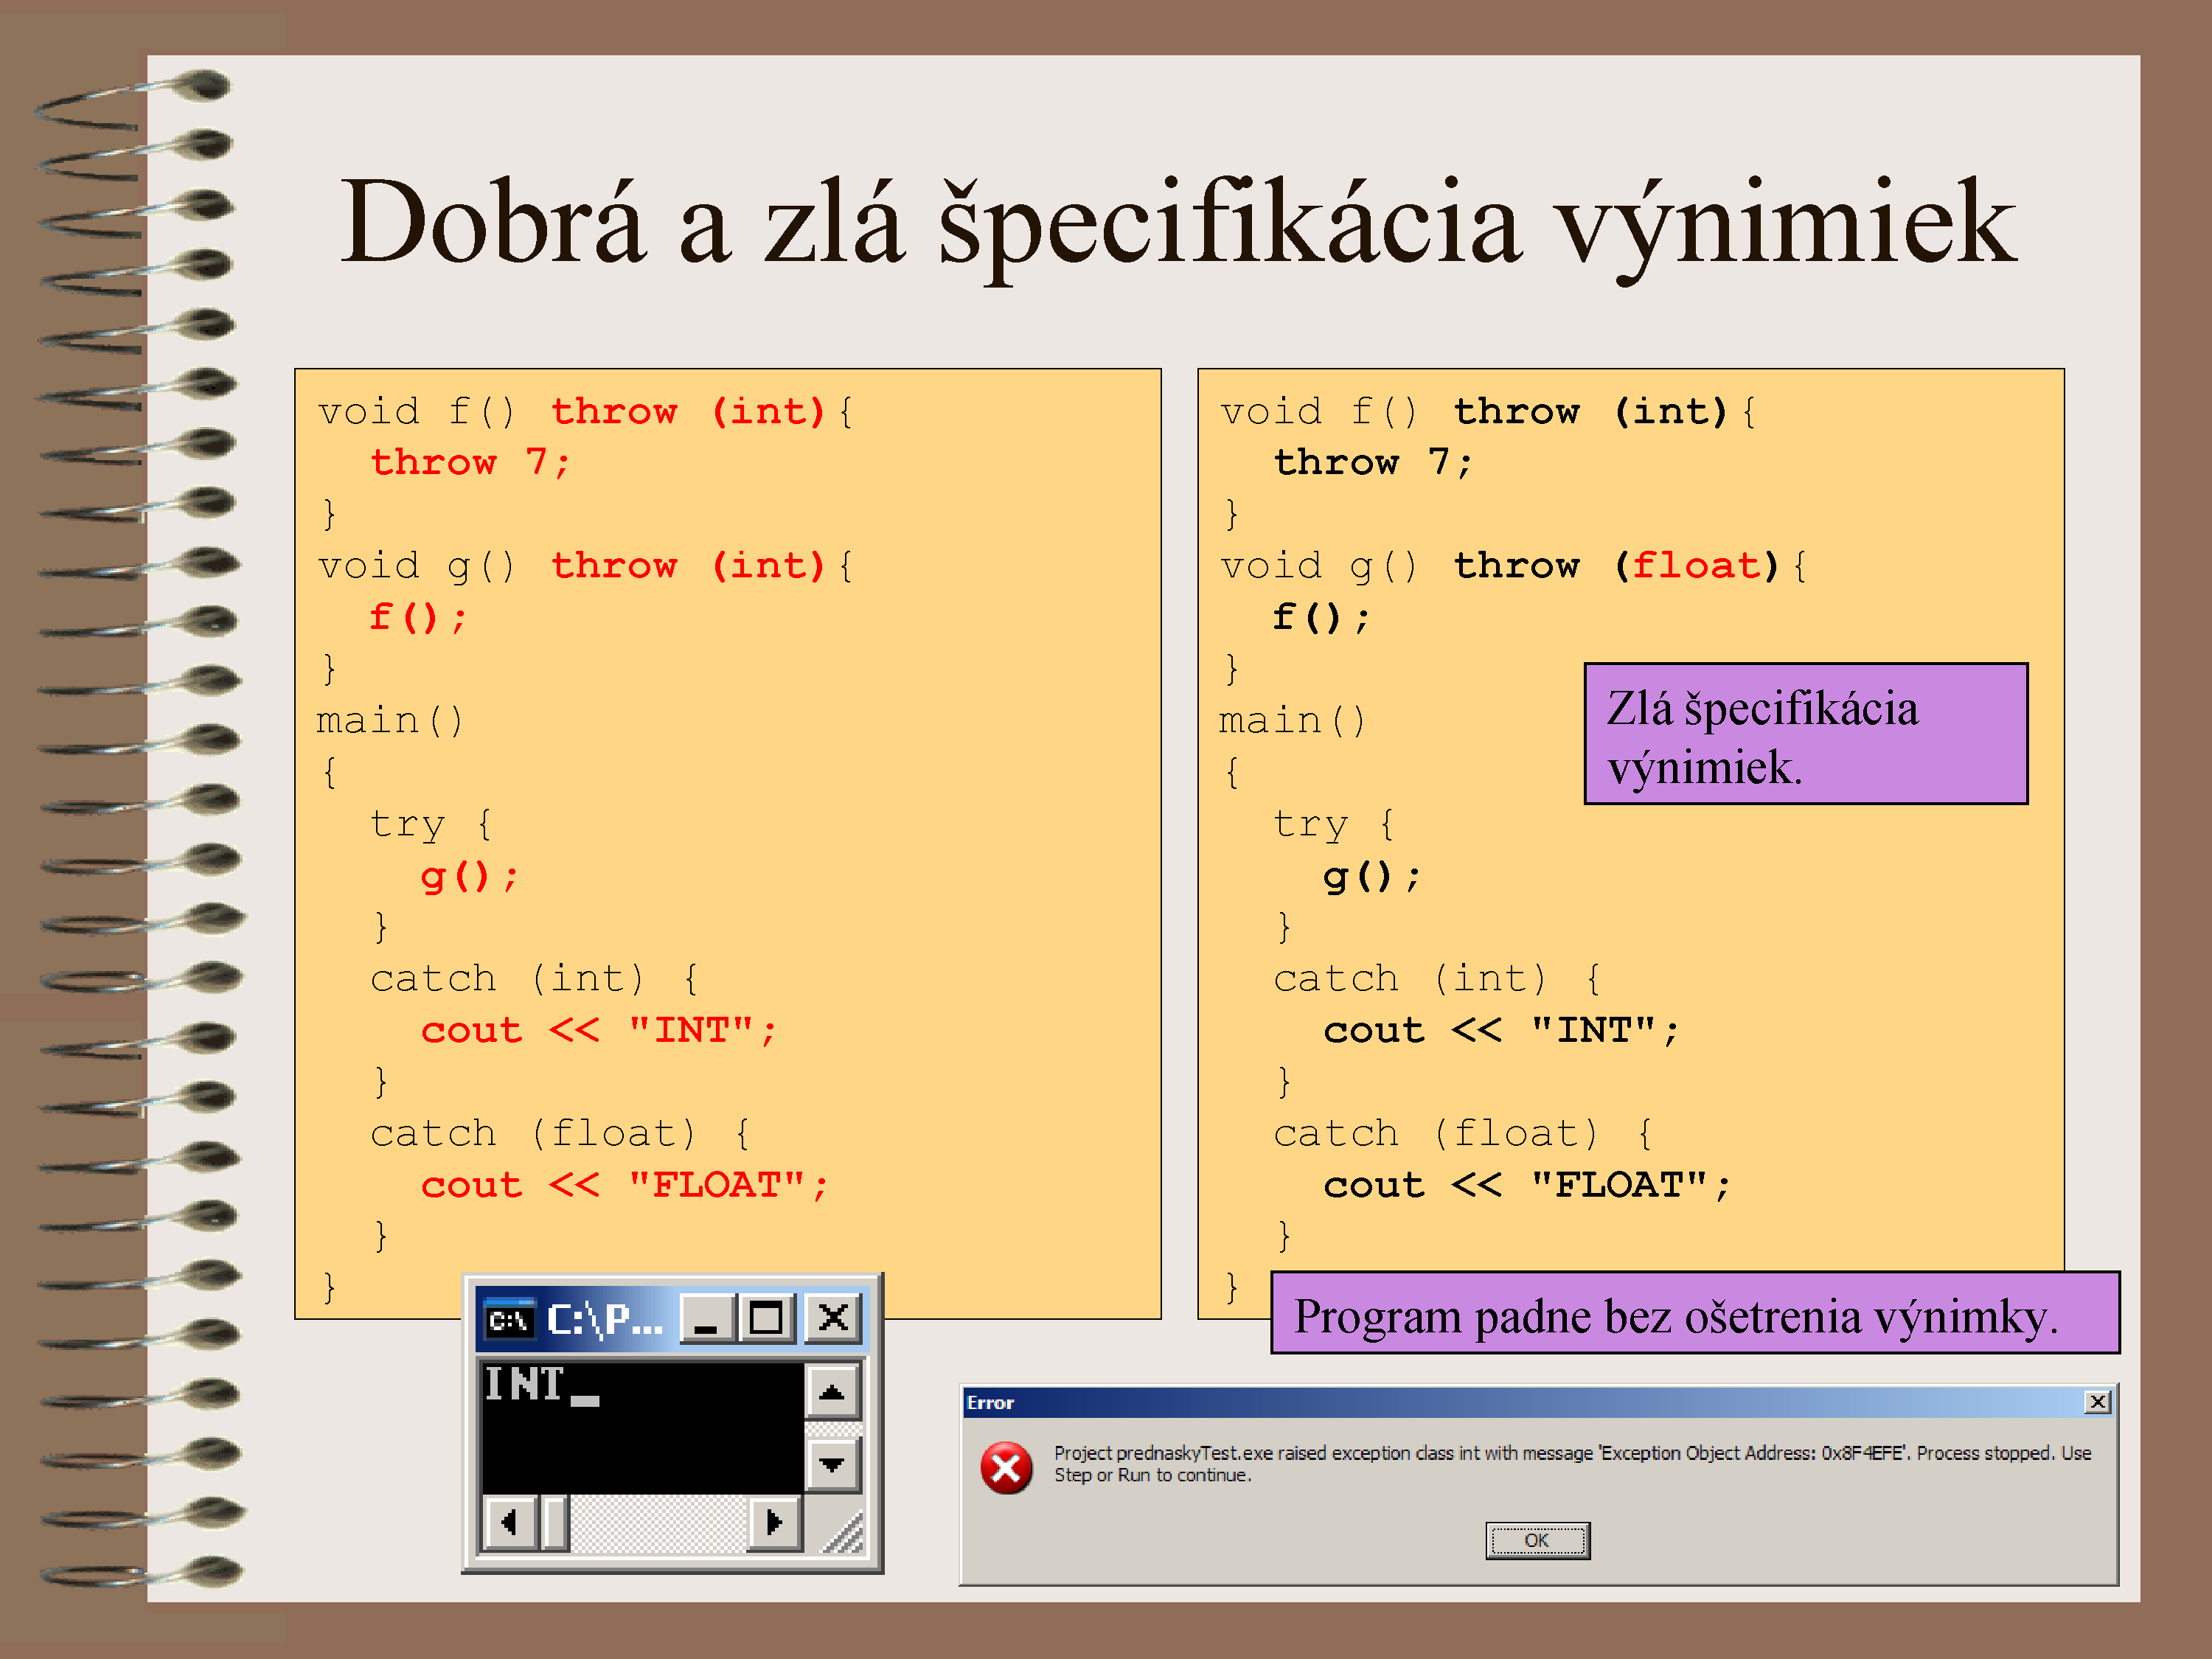 Dobrá a zlá špecifikácia výnimiek
void f() throw (int){
  throw 7;
}
void g() throw (int){
  f();
}
main()
{
  try {
    g();
  }
  catch (int) {
    cout << "INT";
  }
  catch (float) {
    cout << "FLOAT";
  }
}
C:\ C:\P...
INT_
void f() throw (int){
  throw 7;
}
void g() throw (float){
  f();
}
main()
{
  try {
    g();
  }
  catch (int) {
    cout << "INT";
  }
  catch (float) {
    cout << "FLOAT";
  }
}
Zlá špecifikácia
výnimiek.
Program padne bez ošetrenia výnimky.
Error
Project prednaskyTest.exe raised exception class int with message 'Exception Object Address: 0x8F4EFE'. Process stopped. Use
Step or Run to continue.
OK